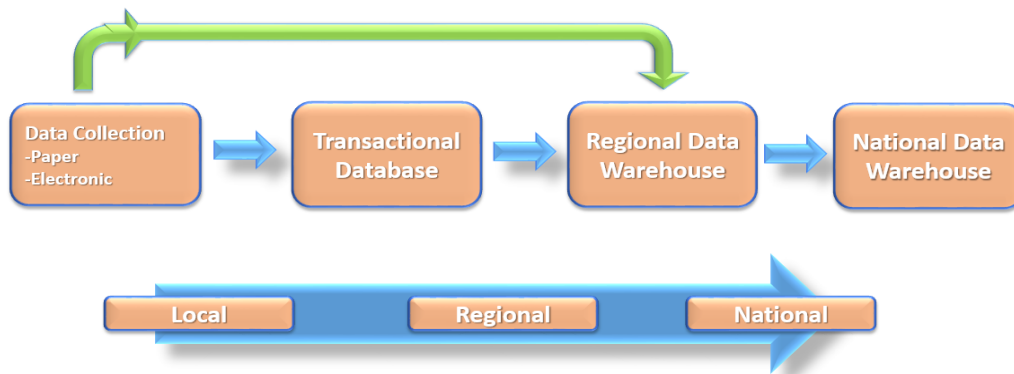 Data Collection
-Paper
-Electronic
Transactional
Database
Regional Data
Warehouse
National Data
Warehouse
Local
Regional
National